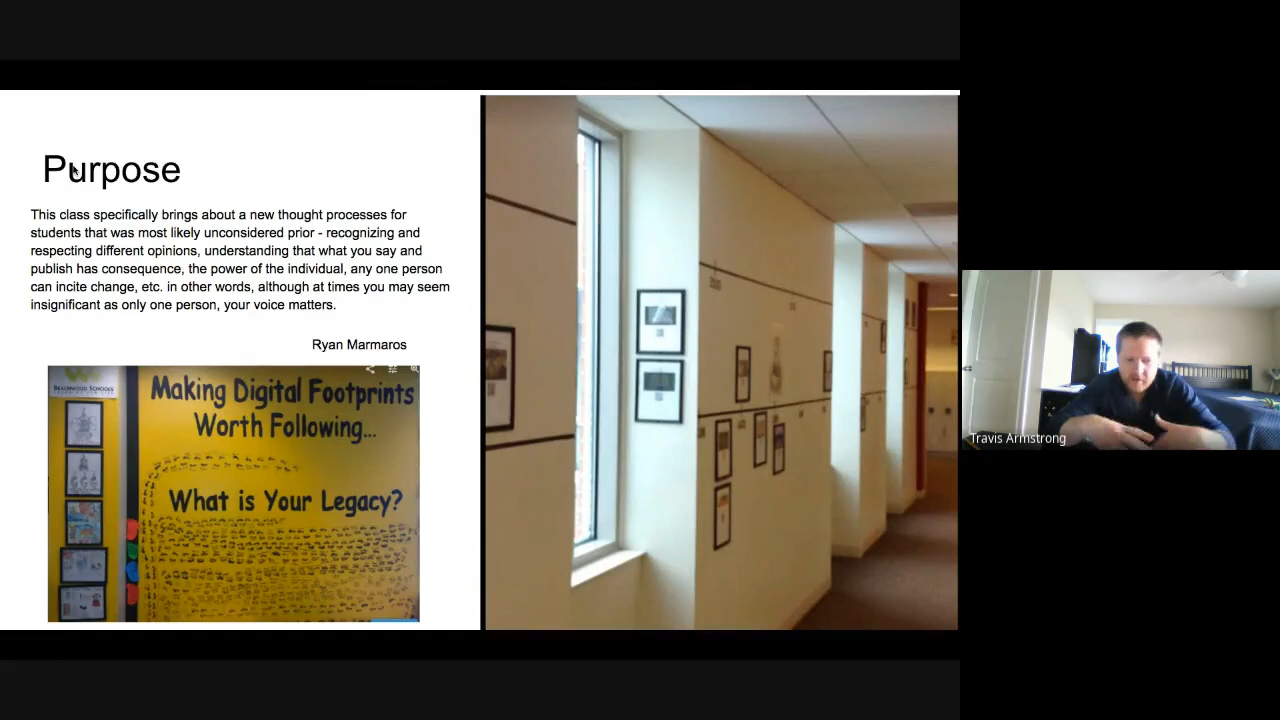 Purpose
This class specifically brings about a new thought processes for
students that was most likely unconsidered prior - recognizing and
respecting different opinions, understanding that what you say and
publish has consequence, the power of the individual, any one person
can incite change, etc. in other words, although at times you may seem
insignificant as only one person, your voice matters.
Ryan Marmaros
BEACHWOOD SCHOOLS
Making Digital Footprints
Worth Following...
What is Your Legacy?
Travis Armstrong